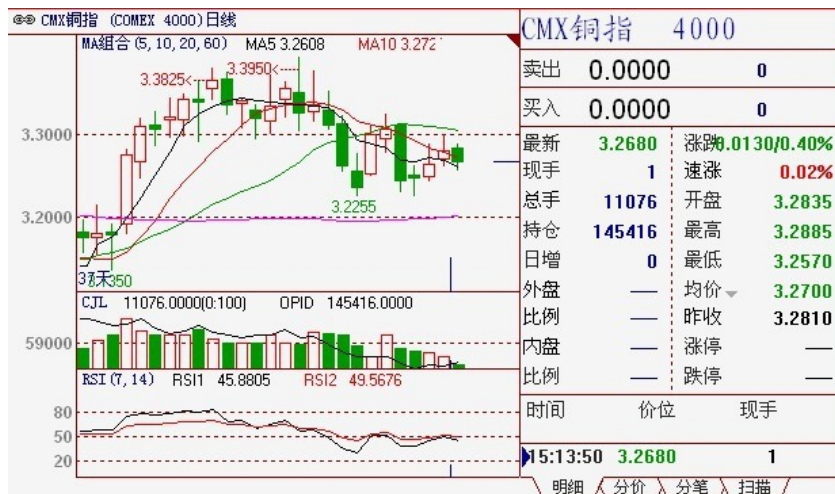 CMX铜指 (COMEX 4000)日线
MA组合(5,10,20,60) MA5 3.2608 MA10 3.272
3.3825
3.3950
3.3000
3.2255
3.2000
37天
350
CJL 11076.0000(0:100) OPID 145416.0000
59000
RSI(7,14) RSI1 45.8805 RSI2 49.5676
80
50
20
CMX铜指 4000
卖出 0.0000 0
买入 0.0000 0
最新 3.2680 涨跌 0.0130/0.40%
现手 1 速涨 0.02%
总手 11076 开盘 3.2835
持仓 145416 最高 3.2885
日增 0 最低 3.2570
外盘 — 均价 3.2700
比例 — 昨收 3.2810
内盘 — 涨停 —
比例 — 跌停 —
时间 价位 现手
15:13:50 3.2680 1
明细 分价 分笔 扫描